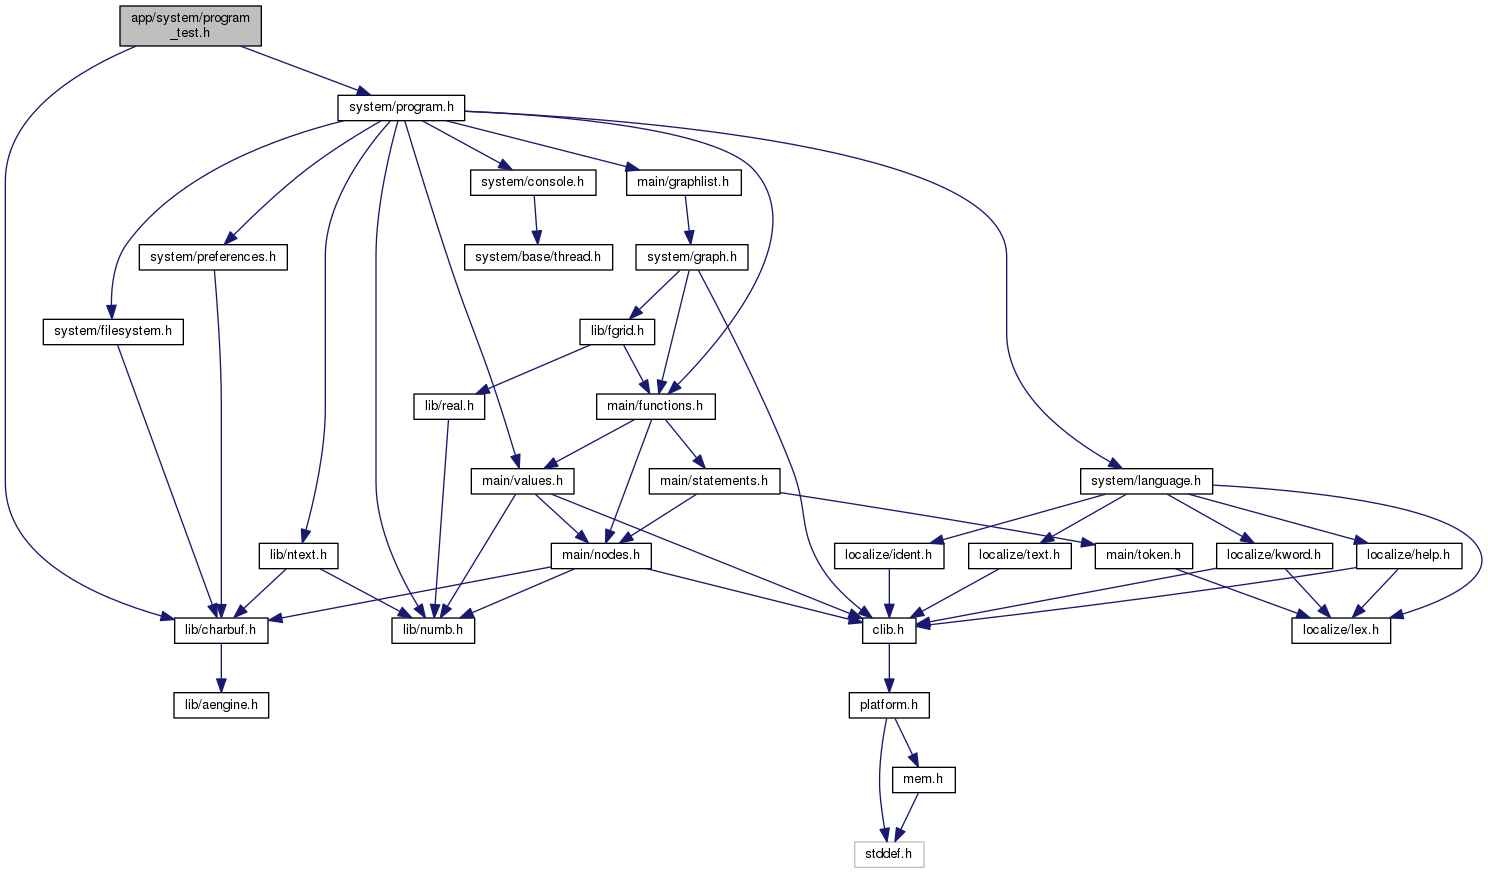 app/system/program
_test.h
system/program.h
system/console.h
main/graphlist.h
system/preferences.h
system/base/thread.h
system/graph.h
system/filesystem.h
lib/fgrid.h
lib/real.h
main/functions.h
main/values.h
main/statements.h
system/language.h
lib/ntext.h
main/nodes.h
localize/ident.h
localize/text.h
main/token.h
localize/kword.h
localize/help.h
lib/charbuf.h
lib/numb.h
clib.h
localize/lex.h
lib/aengine.h
platform.h
mem.h
stddef.h